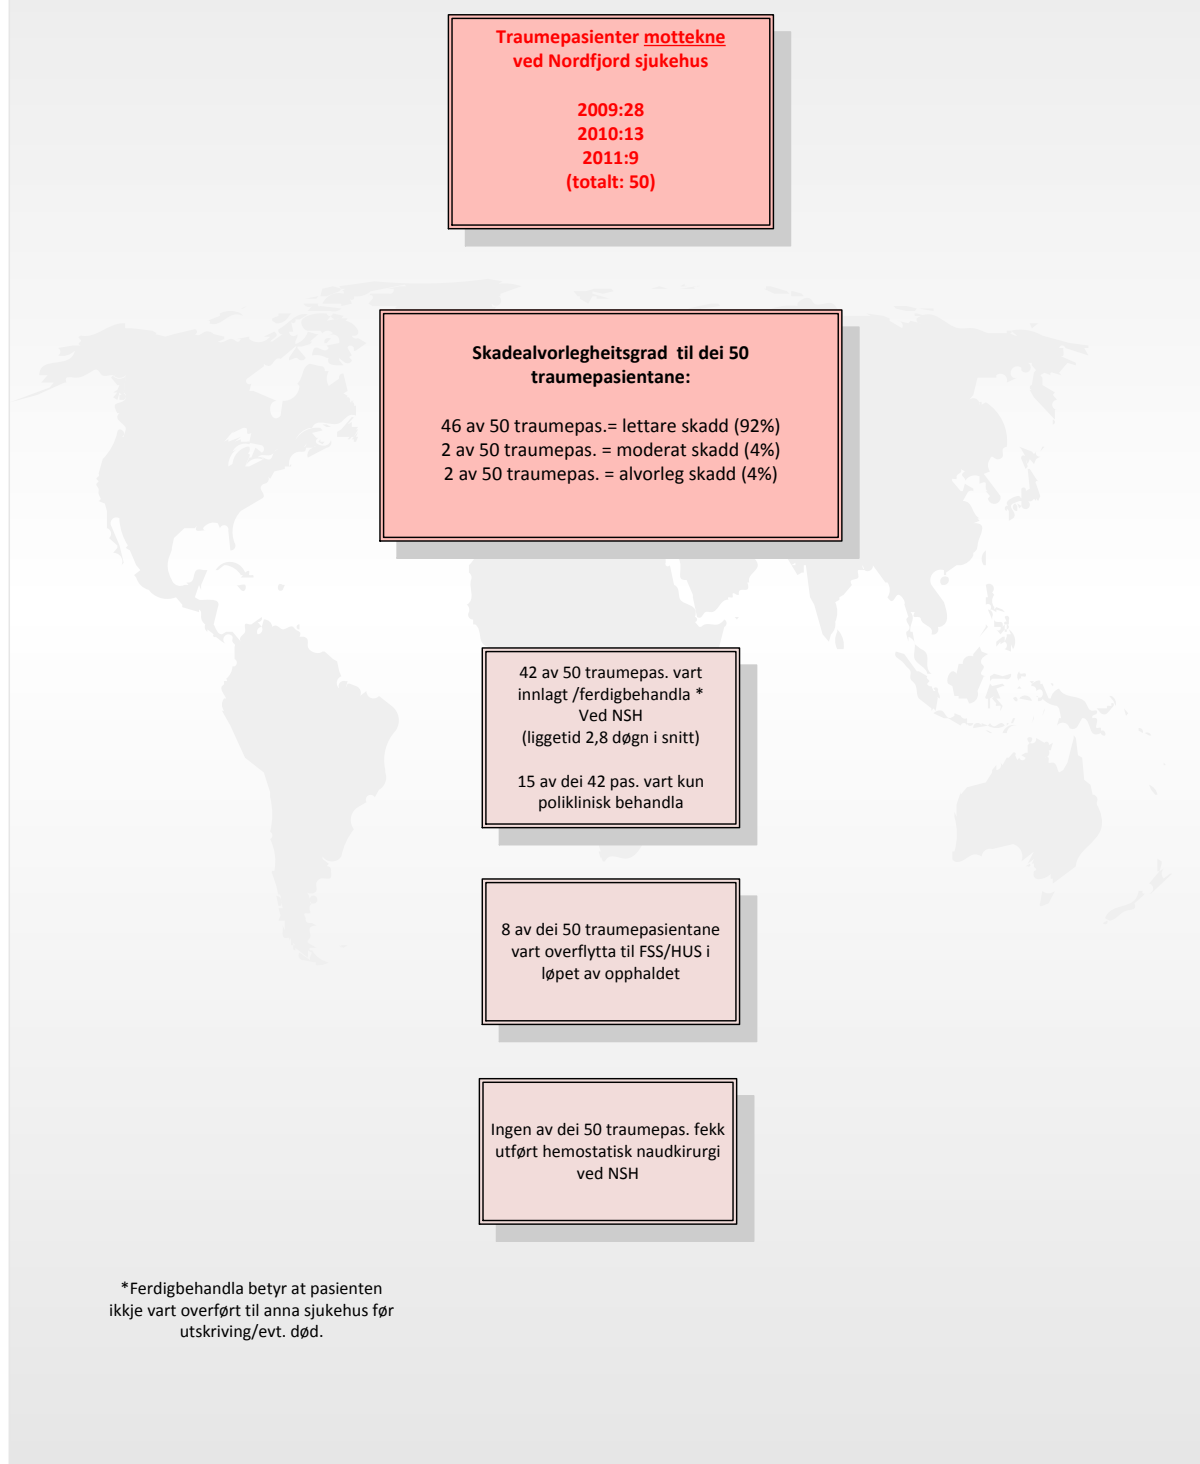 Traumepasienter mottekne
ved Nordfjord sjukehus
2009:28
2010:13
2011:9
(totalt: 50)
Skadealvorlegheitsgrad til dei 50
traumepasientane:
46 av 50 traumepas.= lettare skadd (92%)
2 av 50 traumepas. = moderat skadd (4%)
2 av 50 traumepas. = alvorleg skadd (4%)
42 av 50 traumepas. vart
innlagt /ferdigbehandla *
Ved NSH
(liggetid 2,8 døgn i snitt)
15 av dei 42 pas. vart kun
poliklinisk behandla
8 av dei 50 traumepasientane
vart overflytta til FSS/HUS i
løpet av opphaldet
Ingen av dei 50 traumepas. fekk
utført hemostatisk naudkirurgi
ved NSH
*Ferdigbehandla betyr at pasienten
ikkje vart overført til anna sjukehus før
utskriving/evt. død.